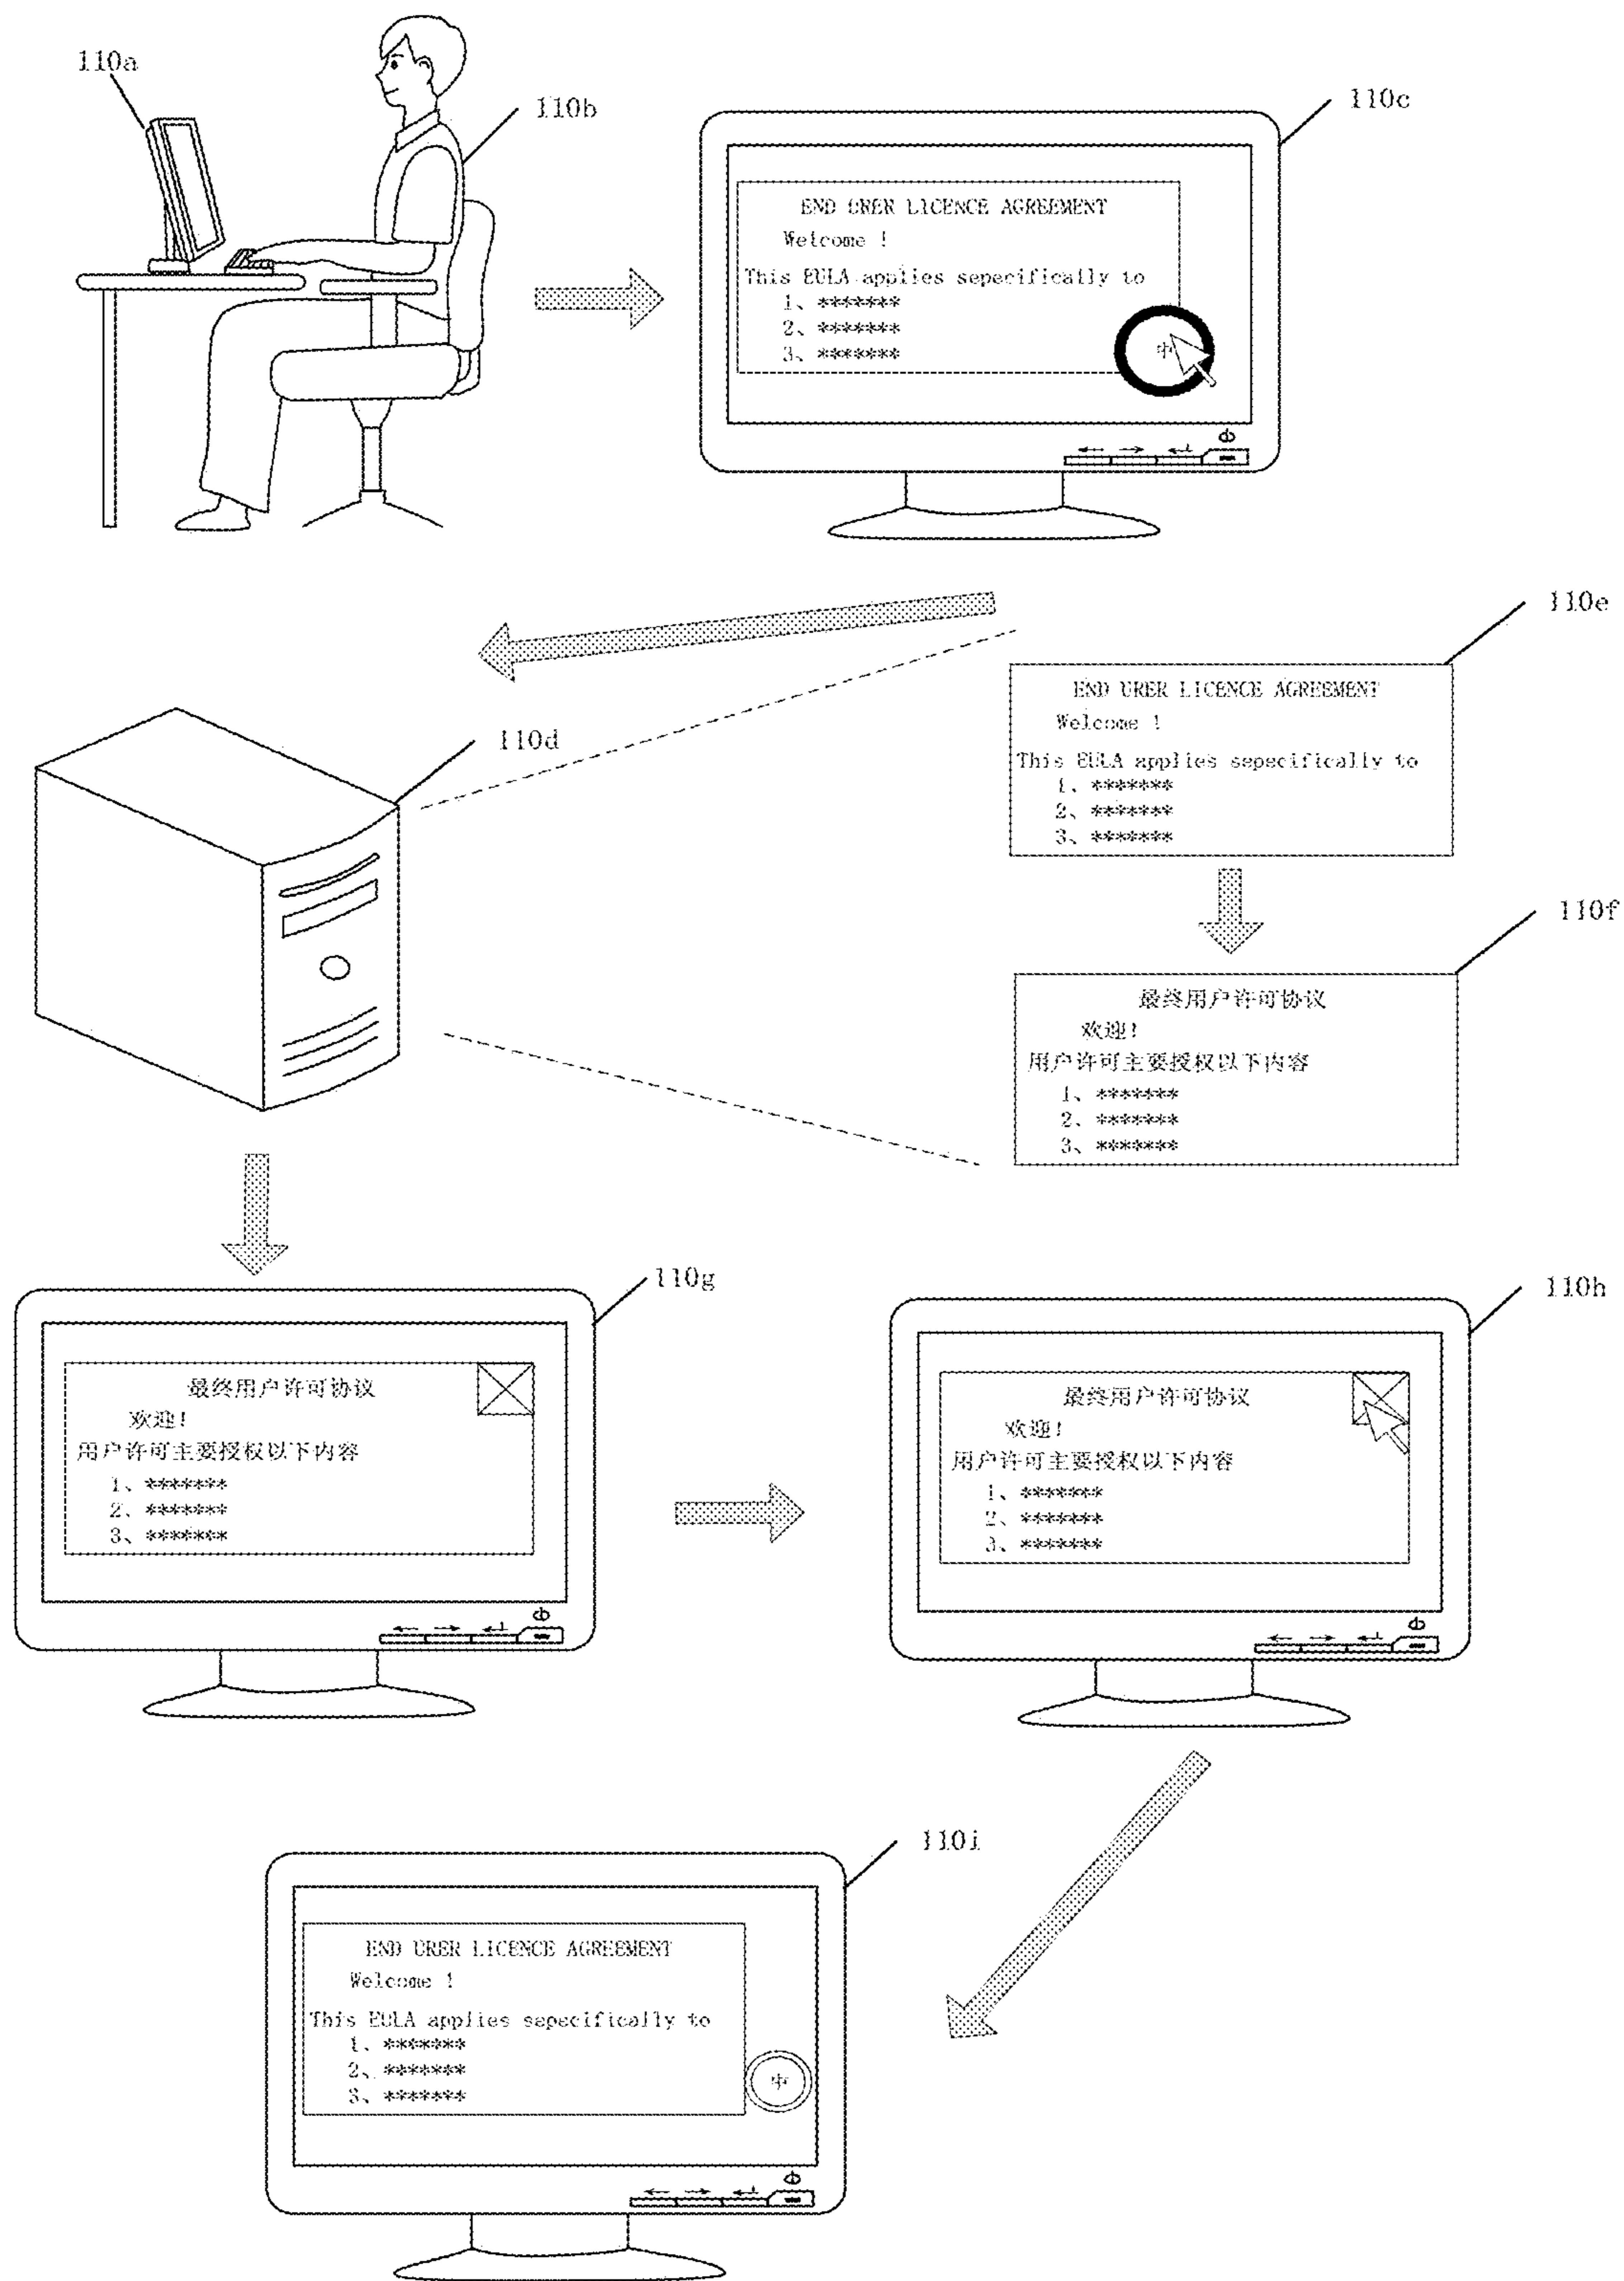 110a
110b
110c
END URER LICENCE AGREEMENT
Welcome !
This EULA applies sepecifically to
1、*******
2、*******
3、*******
中
110e
END URER LICENCE AGREEMENT
Welcome !
This EULA applies sepecifically to
1、*******
2、*******
3、*******
110d
110f
最终用户许可协议
欢迎!
用户许可主要授权以下内容
1、*******
2、*******
3、*******
110g
最终用户许可协议
欢迎!
用户许可主要授权以下内容
1、*******
2、*******
3、*******
110h
最终用户许可协议
欢迎!
用户许可主要授权以下内容
1、*******
2、*******
3、*******
110i
END URER LICENCE AGREEMENT
Welcome !
This EULA applies sepecifically to
1、*******
2、*******
3、*******
中